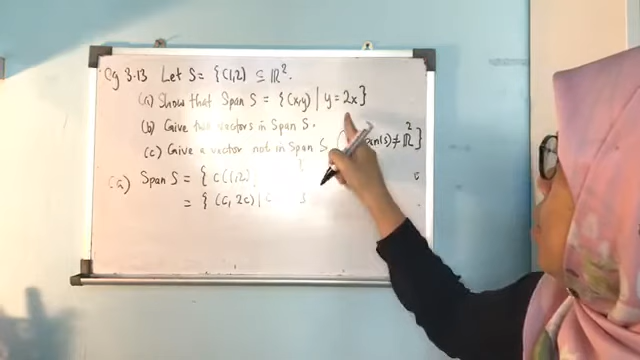 Eg 3.13 Let S = {(1,2)} ⊆ ℝ².
(a) Show that Span S = {(x,y) | y = 2x}
(b) Give two vectors in Span S.
(c) Give a vector not in Span S. span(S) ≠ ℝ² }
(a) Span S = { c(1,2)
= { (c, 2c) |